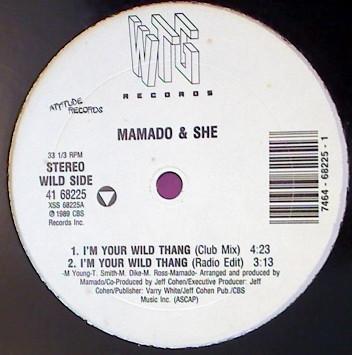 WTG
RECORDS
ATTITUDE
RECORDS
MAMADO & SHE
33 1/3 RPM
STEREO
WILD SIDE
41 68225
XSS 68225A
℗ 1989 CBS
Records Inc.
7464-68225-1
1. I'M YOUR WILD THANG (Club Mix) 4:23
2. I'M YOUR WILD THANG (Radio Edit) 3:13
-M Young-T. Smith-M. Dike-M. Ross-Mamado- Arranged and produced by
Mamado/Co-Produced by Jeff Cohen/Executive Producer: Jeff
Cohen/Publisher: Varry White/Jeff Cohen Pub./CBS
Music Inc. (ASCAP)